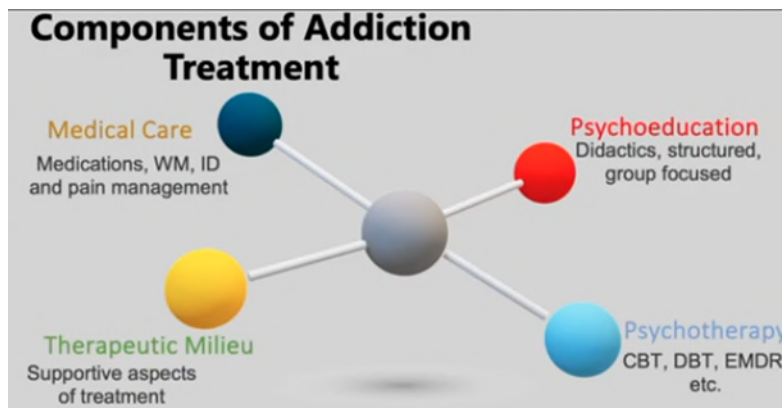 Components of Addiction
Treatment
Medical Care
Medications, WM, ID
and pain management
Psychoeducation
Didactics, structured,
group focused
Therapeutic Milieu
Supportive aspects
of treatment
Psychotherapy
CBT, DBT, EMDR
etc.